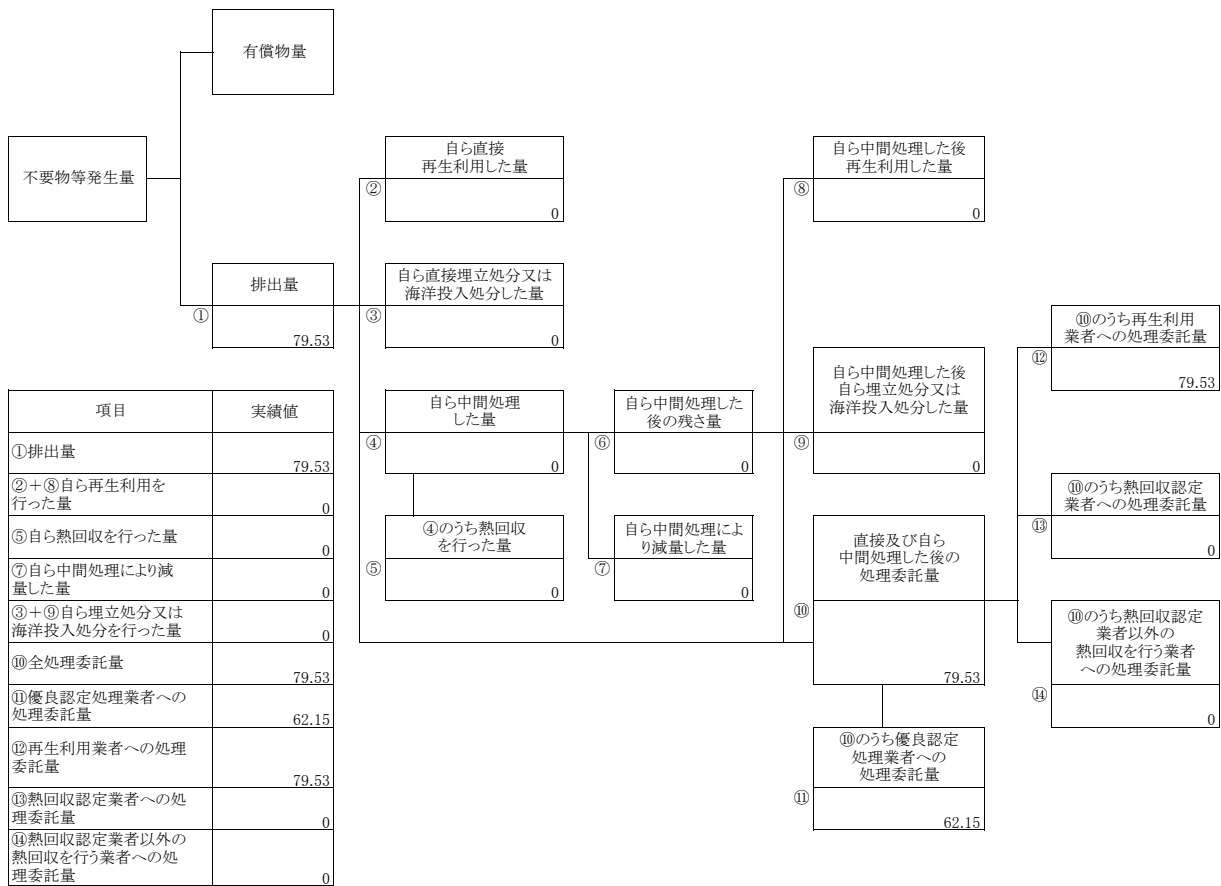 有償物量
不要物等発生量
排出量
①
79.53
自ら直接
再生利用した量
②
0
自ら直接埋立処分又は
海洋投入処分した量
③
0
自ら中間処理
した量
④
0
④のうち熱回収
を行った量
⑤
0
自ら中間処理した
後の残さ量
⑥
0
自ら中間処理によ
り減量した量
⑦
0
自ら中間処理した後
再生利用した量
⑧
0
自ら中間処理した後
自ら埋立処分又は
海洋投入処分した量
⑨
0
直接及び自ら
中間処理した後の
処理委託量
⑩
79.53
⑩のうち優良認定
処理業者への
処理委託量
⑪
62.15
⑩のうち再生利用
業者への処理委託量
⑫
79.53
⑩のうち熱回収認定
業者への処理委託量
⑬
0
⑩のうち熱回収認定
業者以外の
熱回収を行う業者
への処理委託量
⑭
0
項目 実績値
①排出量
79.53
②+⑧自ら再生利用を
行った量
0
⑤自ら熱回収を行った量
0
⑦自ら中間処理により減
量した量
0
③+⑨自ら埋立処分又は
海洋投入処分を行った量
0
⑩全処理委託量
79.53
⑪優良認定処理業者への
処理委託量
62.15
⑫再生利用業者への処理
委託量
79.53
⑬熱回収認定業者への処
理委託量
0
⑭熱回収認定業者以外の
熱回収を行う業者への処
理委託量
0